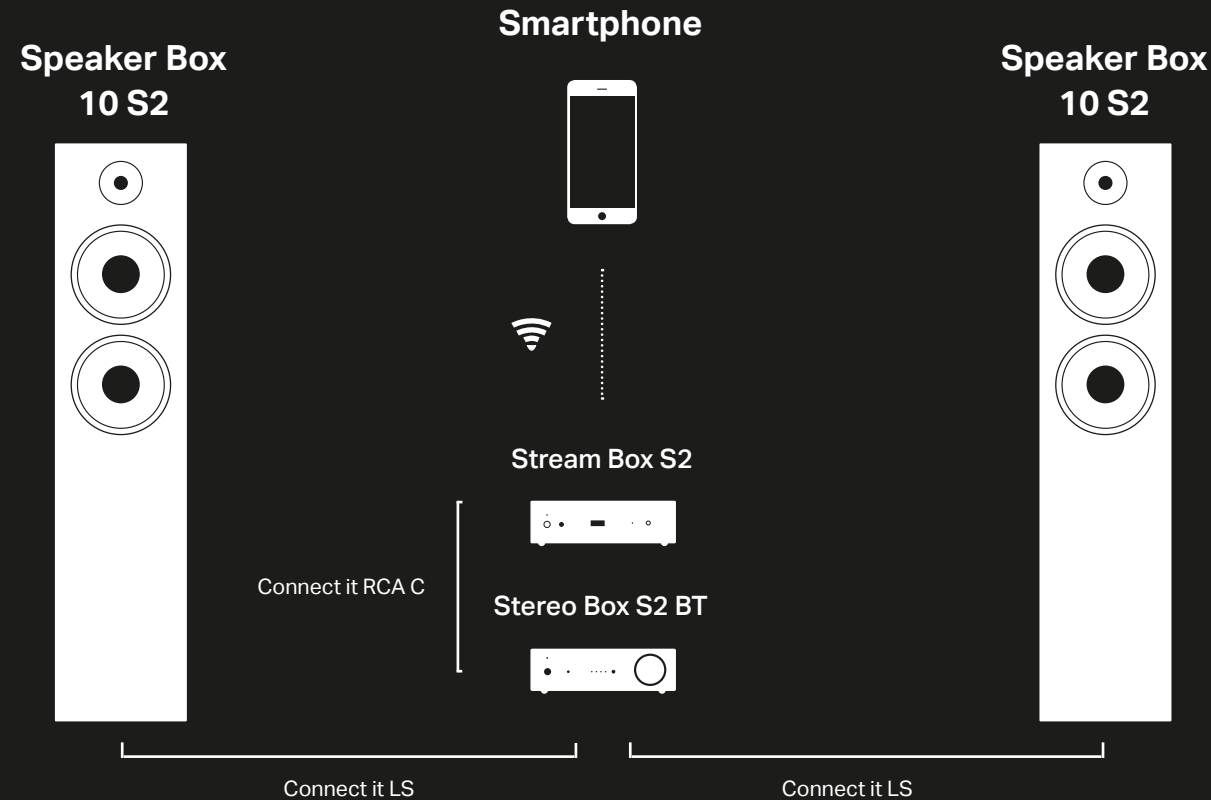 Smartphone
Speaker Box
10 S2
Speaker Box
10 S2
Stream Box S2
Connect it RCA C
Stereo Box S2 BT
Connect it LS
Connect it LS